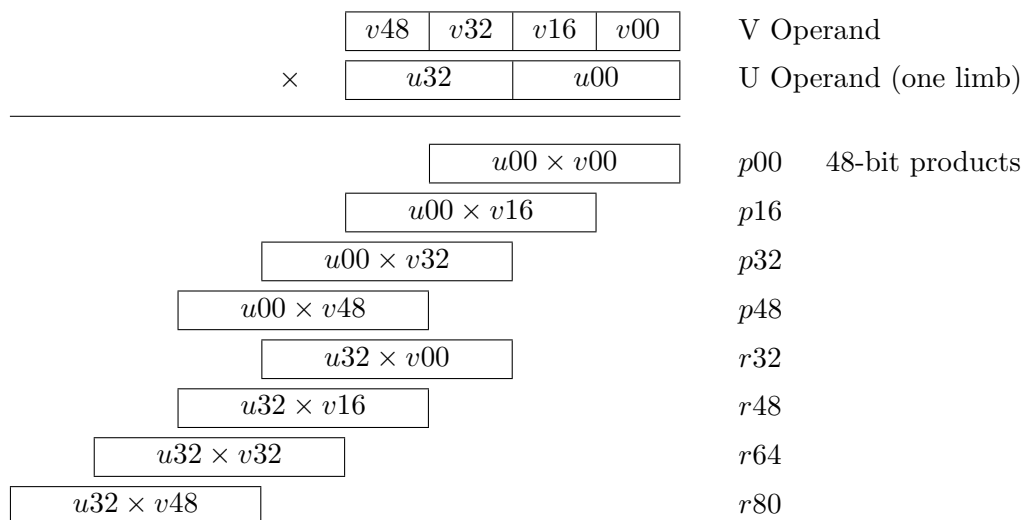 v48 v32 v16 v00 V Operand
× u32 u00 U Operand (one limb)
u00 × v00 p00 48-bit products
u00 × v16 p16
u00 × v32 p32
u00 × v48 p48
u32 × v00 r32
u32 × v16 r48
u32 × v32 r64
u32 × v48 r80